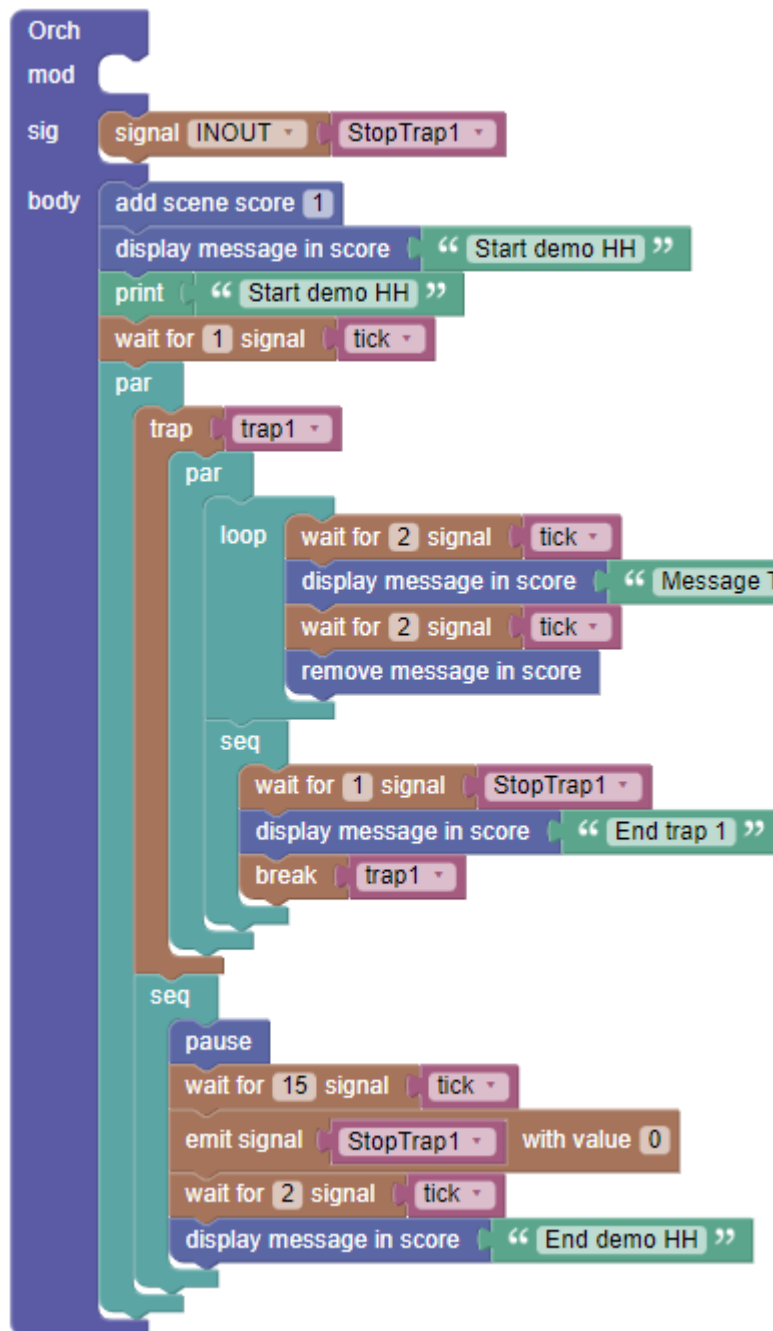 Orch
mod
sig signal INOUT StopTrap1
body add scene score 1
display message in score “ Start demo HH ”
print “ Start demo HH ”
wait for 1 signal tick
par
trap trap1
par
loop wait for 2 signal tick
display message in score “ Message
wait for 2 signal tick
remove message in score
seq
wait for 1 signal StopTrap1
display message in score “ End trap 1 ”
break trap1
seq
pause
wait for 15 signal tick
emit signal StopTrap1 with value 0
wait for 2 signal tick
display message in score “ End demo HH ”